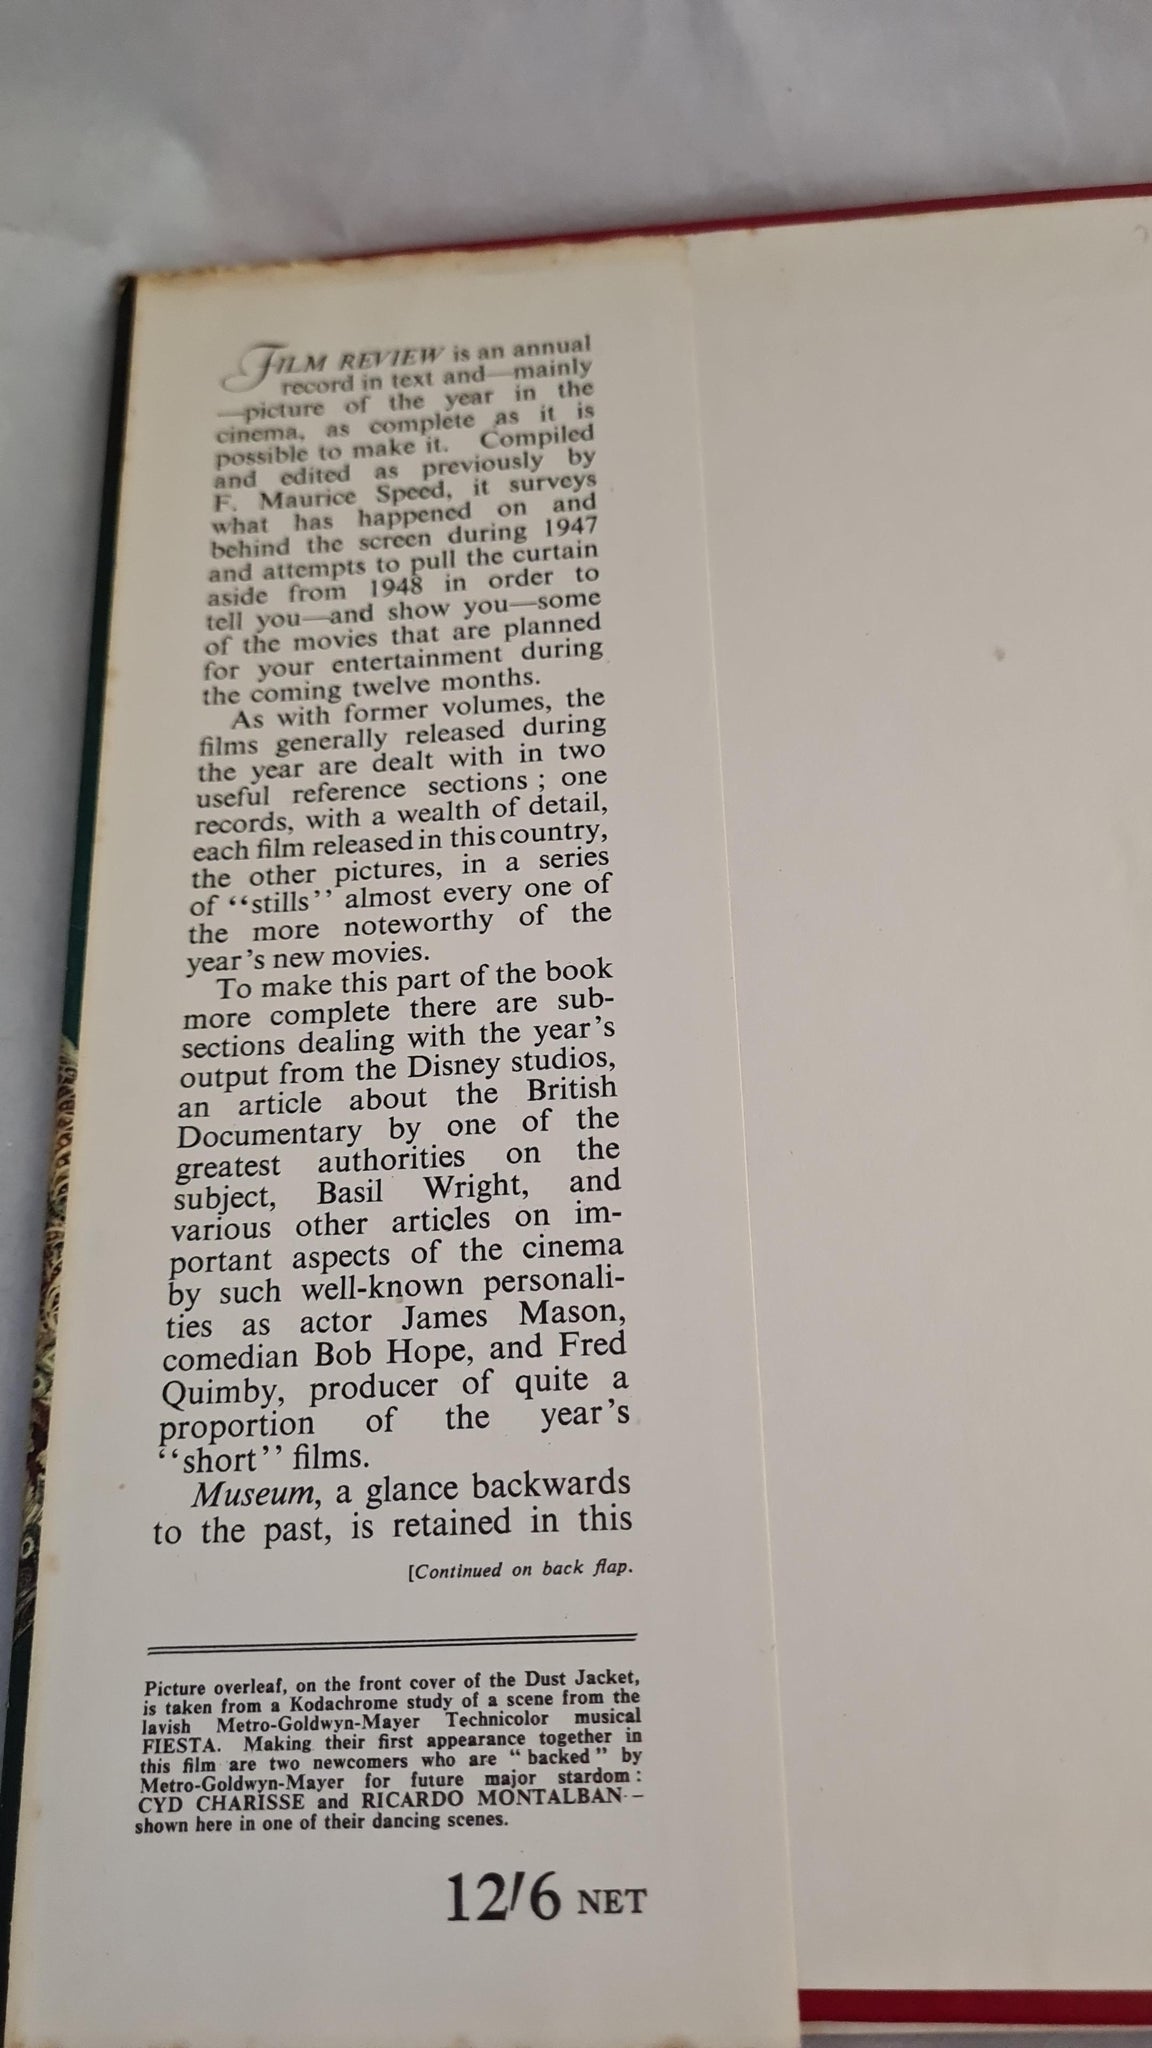 FILM REVIEW is an annual
record in text and—mainly
—picture of the year in the
cinema, as complete as it is
possible to make it. Compiled
and edited as previously by
F. Maurice Speed, it surveys
what has happened on and
behind the screen during 1947
and attempts to pull the curtain
aside from 1948 in order to
tell you—and show you—some
of the movies that are planned
for your entertainment during
the coming twelve months.
As with former volumes, the
films generally released during
the year are dealt with in two
useful reference sections ; one
records, with a wealth of detail,
each film released in this country,
the other pictures, in a series
of “stills” almost every one of
the more noteworthy of the
year's new movies.
To make this part of the book
more complete there are sub-
sections dealing with the year's
output from the Disney studios,
an article about the British
Documentary by one of the
greatest authorities on the
subject, Basil Wright, and
various other articles on im-
portant aspects of the cinema
by such well-known personali-
ties as actor James Mason,
comedian Bob Hope, and Fred
Quimby, producer of quite a
proportion of the year's
“short” films.
Museum, a glance backwards
to the past, is retained in this
[Continued on back flap.
Picture overleaf, on the front cover of the Dust Jacket,
is taken from a Kodachrome study of a scene from the
lavish Metro-Goldwyn-Mayer Technicolor musical
FIESTA. Making their first appearance together in
this film are two newcomers who are “backed” by
Metro-Goldwyn-Mayer for future major stardom :
CYD CHARISSE and RICARDO MONTALBAN –
shown here in one of their dancing scenes.
12/6 NET